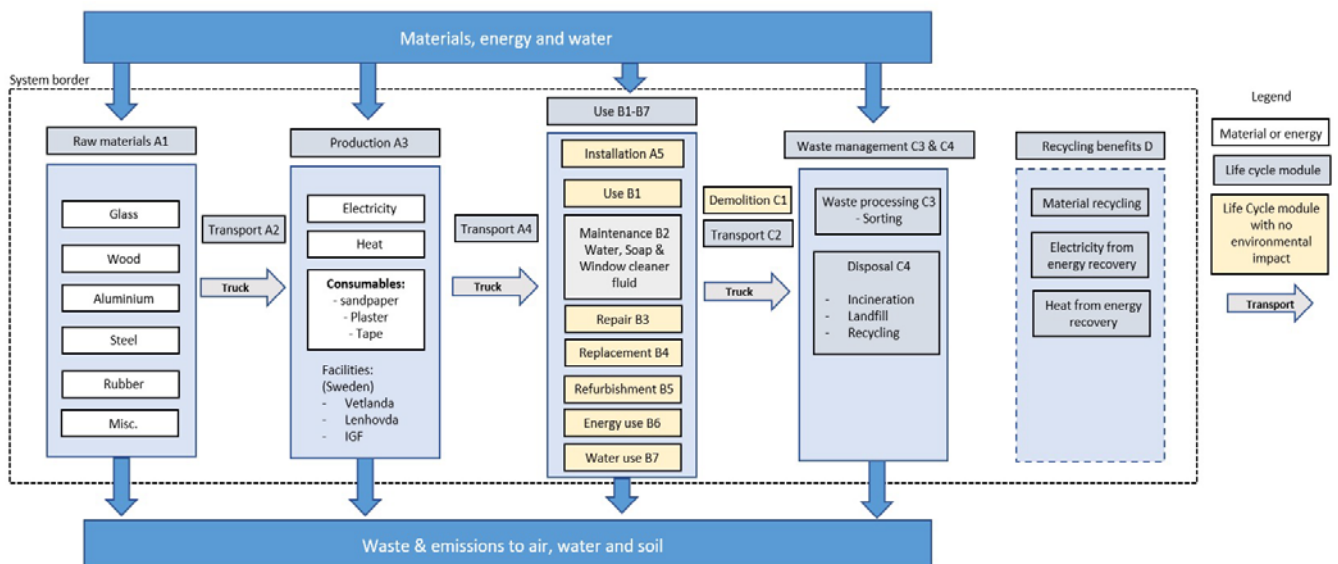 Materials, energy and water
System border
Raw materials A1
Glass
Wood
Aluminium
Steel
Rubber
Misc.
Transport A2
Truck
Production A3
Electricity
Heat
Consumables:
- sandpaper
- Plaster
- Tape
Facilities:
(Sweden)
- Vetlanda
- Lenhovda
- IGF
Transport A4
Truck
Use B1-B7
Installation A5
Use B1
Maintenance B2
Water, Soap &
Window cleaner
fluid
Repair B3
Replacement B4
Refurbishment B5
Energy use B6
Water use B7
Demolition C1
Transport C2
Truck
Waste management C3 & C4
Waste processing C3
- Sorting
Disposal C4
- Incineration
- Landfill
- Recycling
Recycling benefits D
Material recycling
Electricity from
energy recovery
Heat from energy
recovery
Legend
Material or energy
Life cycle module
Life Cycle module
with no
environmental
impact
Transport
Waste & emissions to air, water and soil